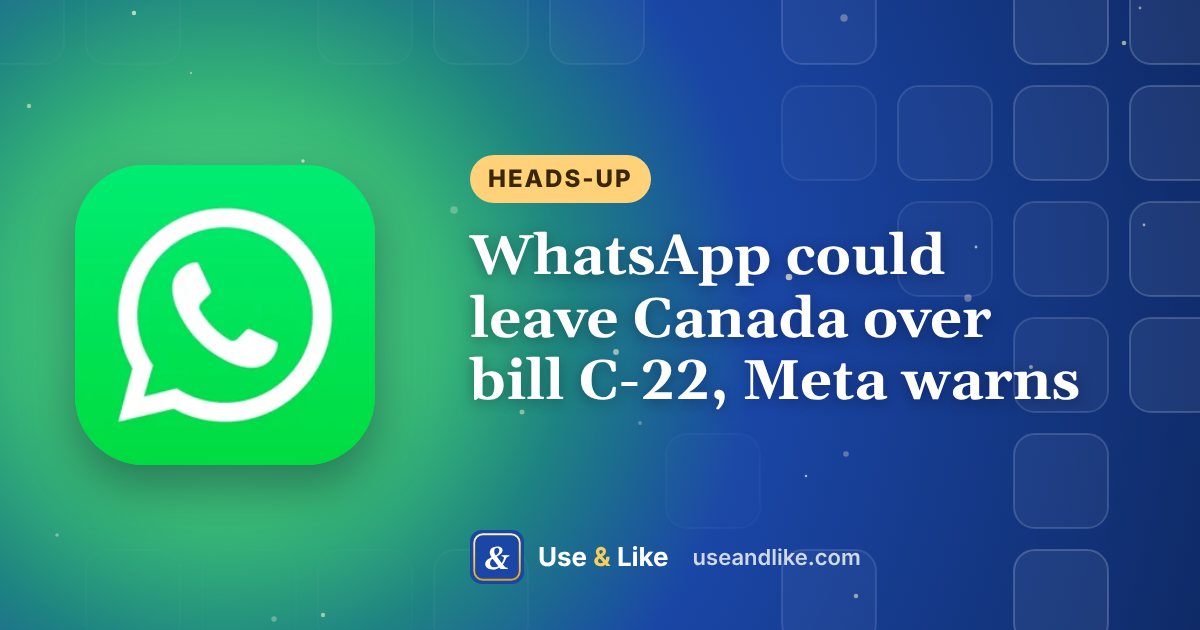 HEADS-UP
WhatsApp could
leave Canada over
bill C-22, Meta warns
& Use & Like useandlike.com